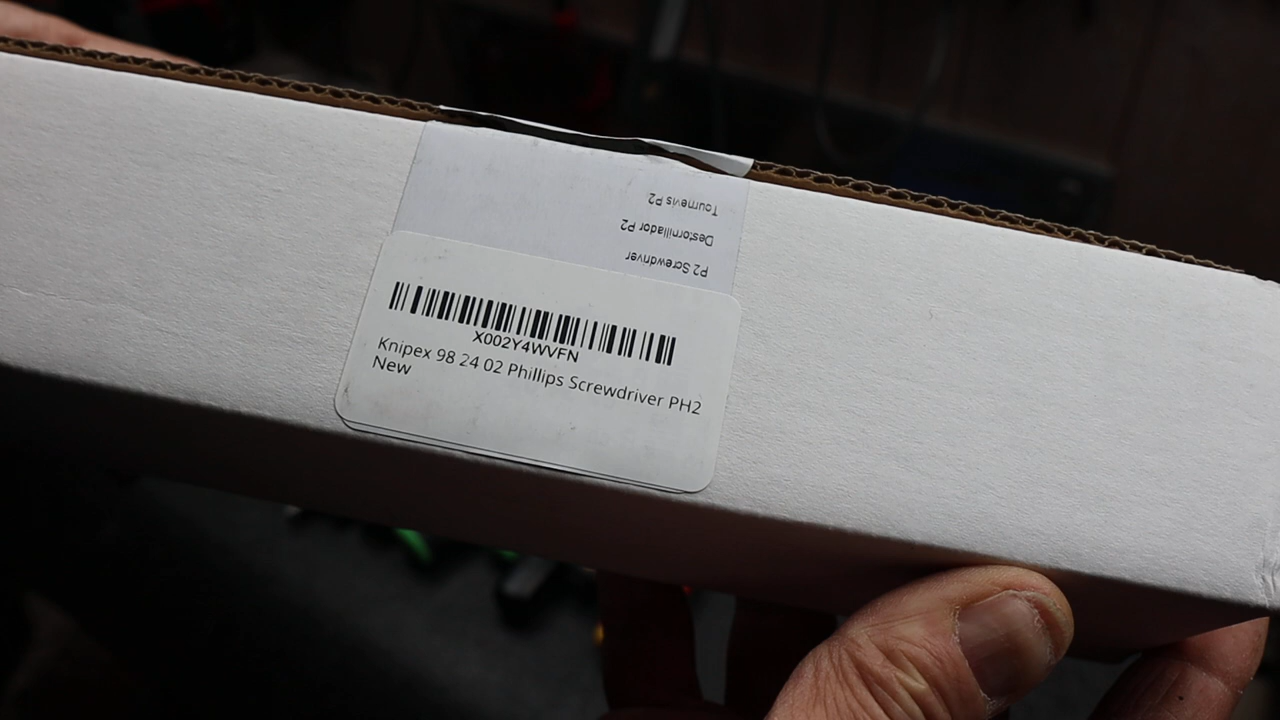 X002Y4WVFN
Knipex 98 24 02 Phillips Screwdriver PH2
New
P2 Screwdriver
Destornillador P2
Tournevis P2